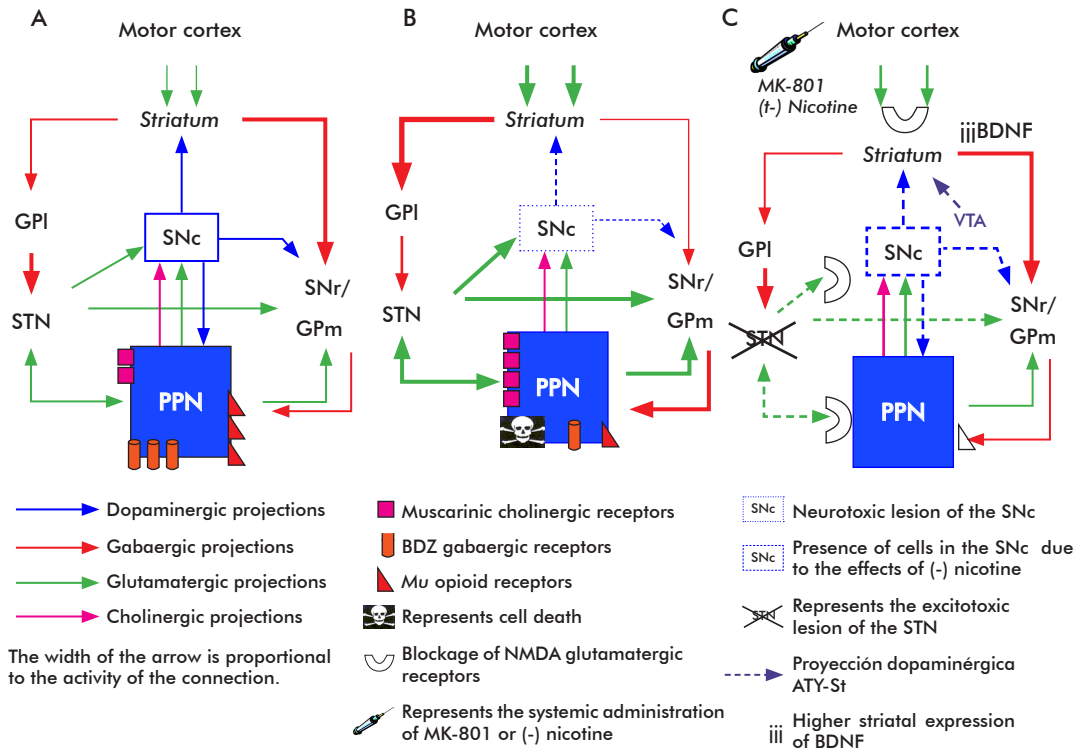 A
Motor cortex
Striatum
GPl
SNc
STN
SNr/
GPm
PPN
B
Motor cortex
Striatum
GPl
SNc
STN
SNr/
GPm
PPN
C
Motor cortex
MK-801
(t-) Nicotine
iiiBDNF
Striatum
VTA
GPl
SNc
STN
SNr/
GPm
PPN
Dopaminergic projections
Gabaergic projections
Glutamatergic projections
Cholinergic projections
The width of the arrow is proportional
to the activity of the connection.
Muscarinic cholinergic receptors
BDZ gabaergic receptors
Mu opioid receptors
Represents cell death
Blockage of NMDA glutamatergic
receptors
Represents the systemic administration
of MK-801 or (-) nicotine
SNc Neurotoxic lesion of the SNc
SNc Presence of cells in the SNc due
to the effects of (-) nicotine
STN Represents the excitotoxic
lesion of the STN
Proyección dopaminérgica
ATY-St
iii Higher striatal expression
of BDNF